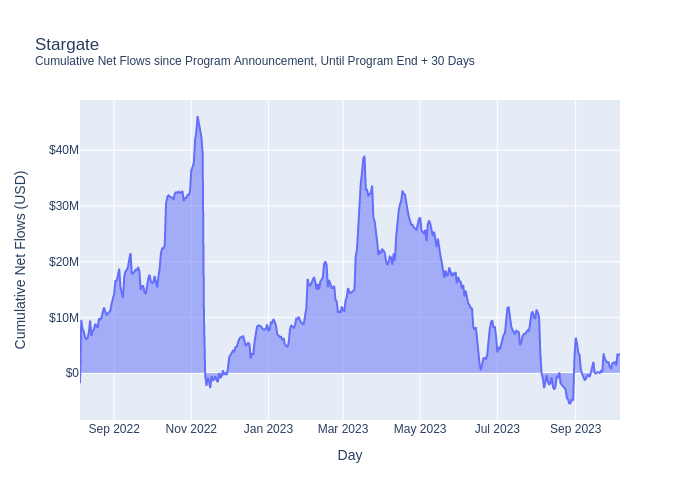 Stargate
Cumulative Net Flows since Program Announcement, Until Program End + 30 Days
Cumulative Net Flows (USD)
$40M
$30M
$20M
$10M
$0
Sep 2022
Nov 2022
Jan 2023
Mar 2023
May 2023
Jul 2023
Sep 2023
Day